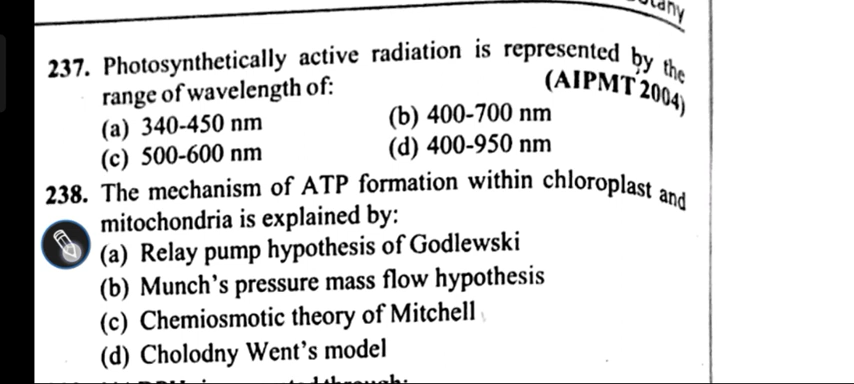 237. Photosynthetically active radiation is represented by the
range of wavelength of: (AIPMT 2004)
(a) 340-450 nm (b) 400-700 nm
(c) 500-600 nm (d) 400-950 nm
238. The mechanism of ATP formation within chloroplast and
mitochondria is explained by:
(a) Relay pump hypothesis of Godlewski
(b) Munch's pressure mass flow hypothesis
(c) Chemiosmotic theory of Mitchell
(d) Cholodny Went's model